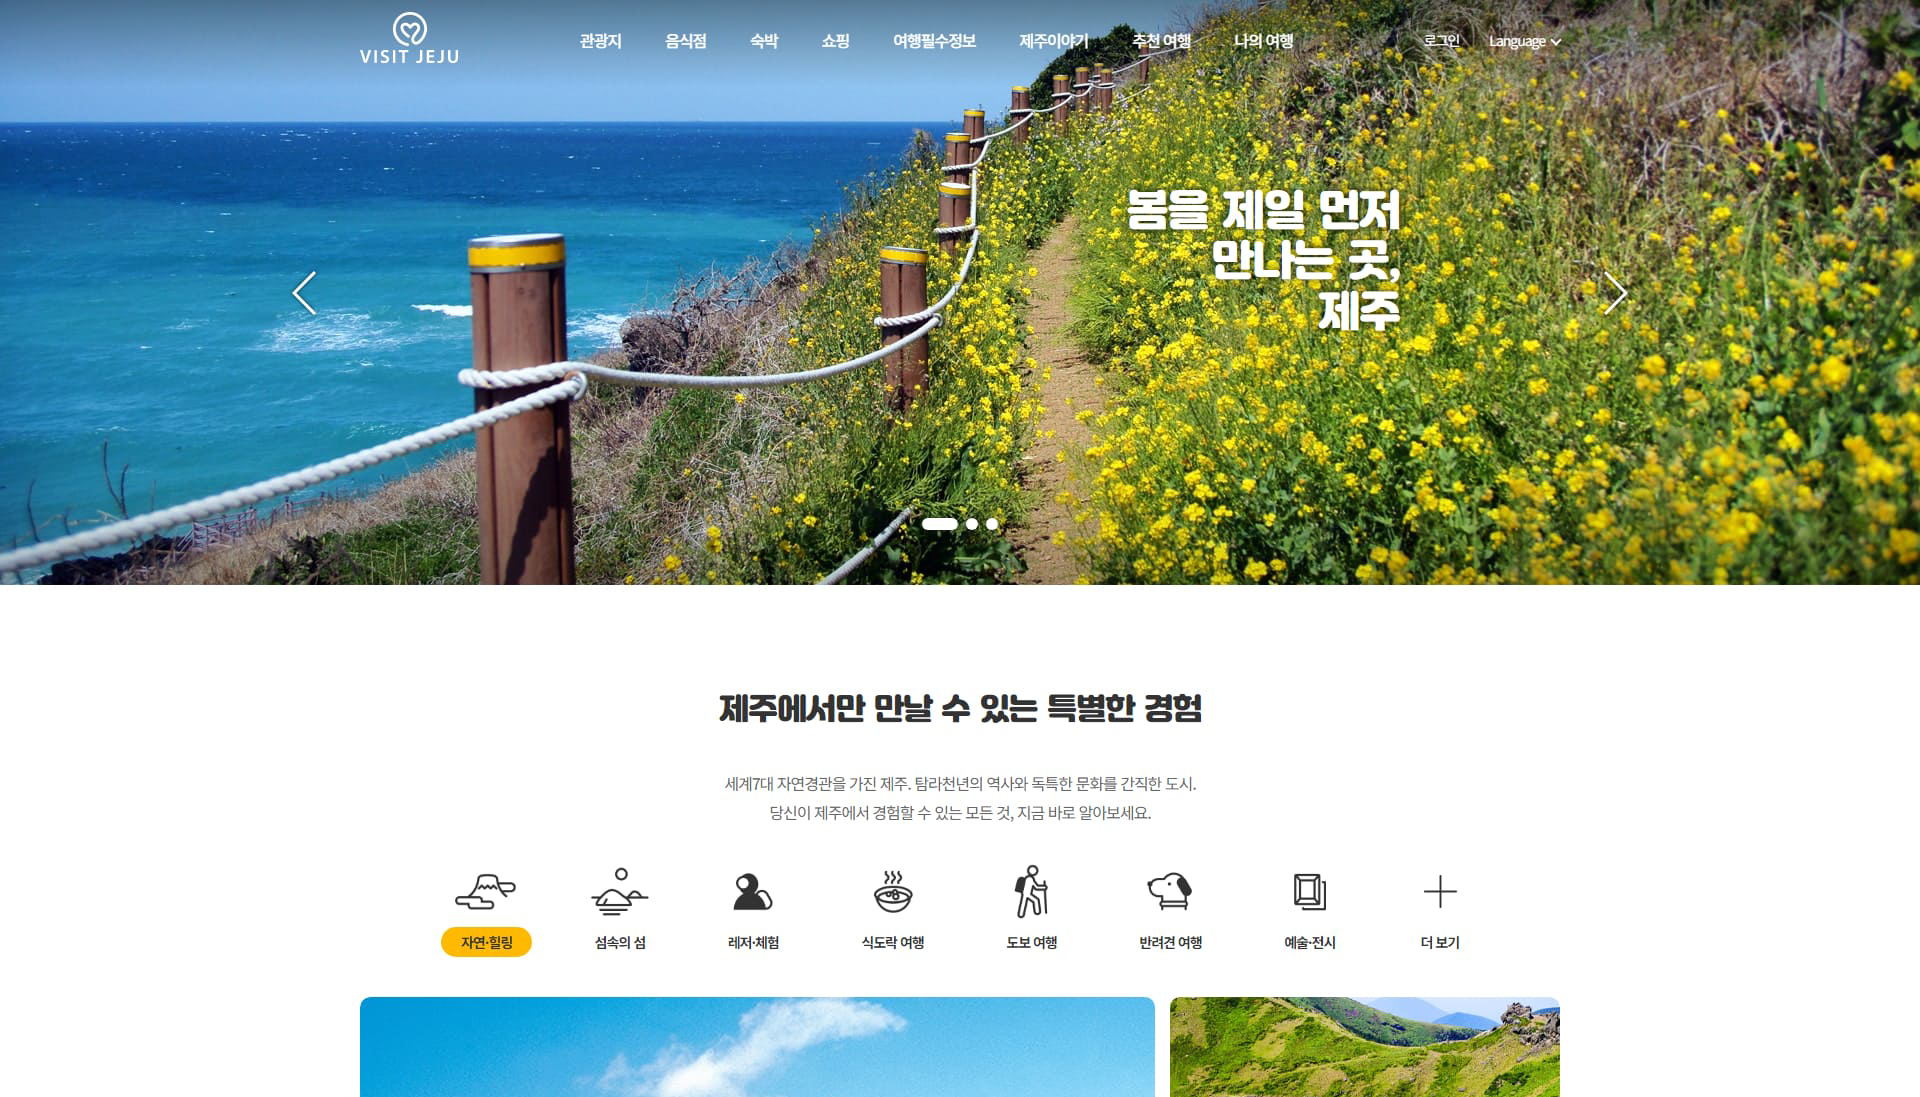 VISIT JEJU
관광지 음식점 숙박 쇼핑 여행필수정보 제주이야기 추천 여행 나의 여행 로그인 Language
봄을 제일 먼저
만나는 곳,
제주
제주에서만 만날 수 있는 특별한 경험
세계7대 자연경관을 가진 제주. 탐라천년의 역사와 독특한 문화를 간직한 도시.
당신이 제주에서 경험할 수 있는 모든 것, 지금 바로 알아보세요.
자연·힐링 섬속의 섬 레저·체험 식도락 여행 도보 여행 반려견 여행 예술·전시 더 보기